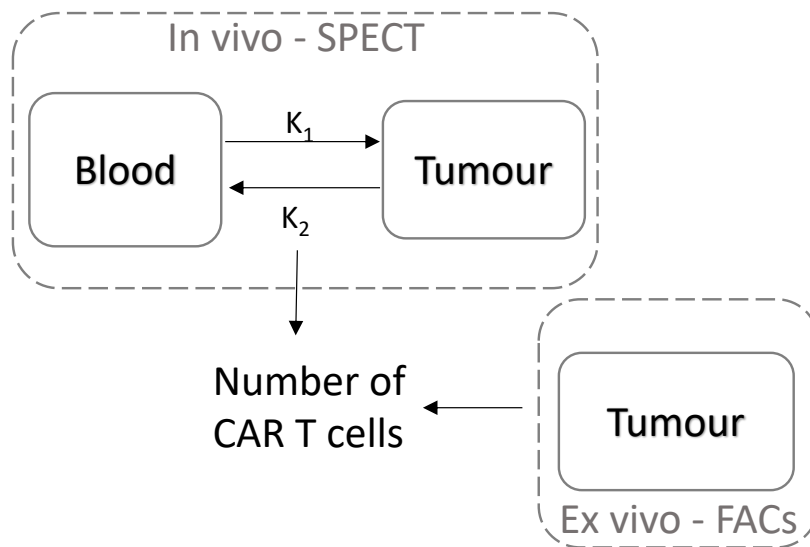 In vivo - SPECT
Blood
K₁
Tumour
K₂
Number of
CAR T cells
Tumour
Ex vivo - FACs